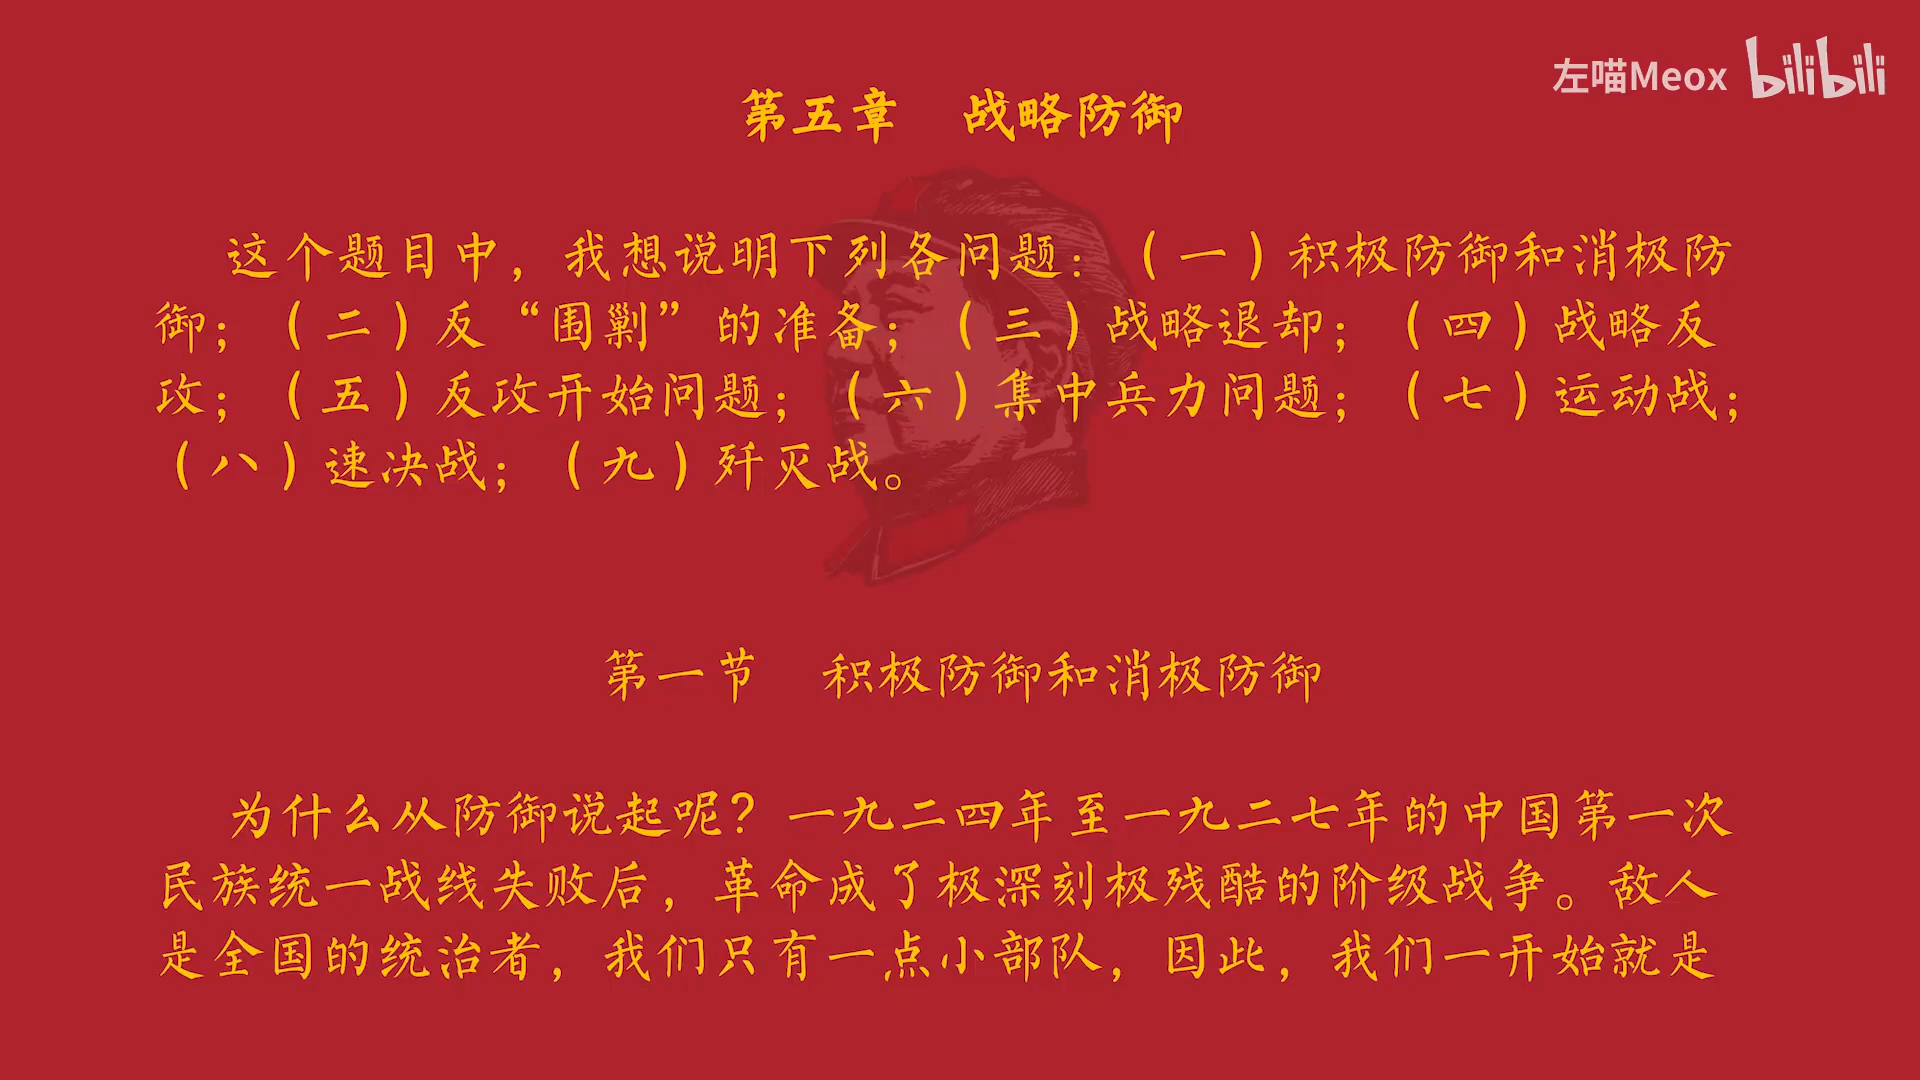 左喵Meox bilibili
第五章 战略防御
这个题目中，我想说明下列各问题：（一）积极防御和消极防
御；（二）反“围剿”的准备；（三）战略退却；（四）战略反
攻；（五）反攻开始问题；（六）集中兵力问题；（七）运动战；
（八）速决战；（九）歼灭战。
第一节 积极防御和消极防御
为什么从防御说起呢？一九二四年至一九二七年的中国第一次
民族统一战线失败后，革命成了极深刻极残酷的阶级战争。敌人
是全国的统治者，我们只有一点小部队，因此，我们一开始就是